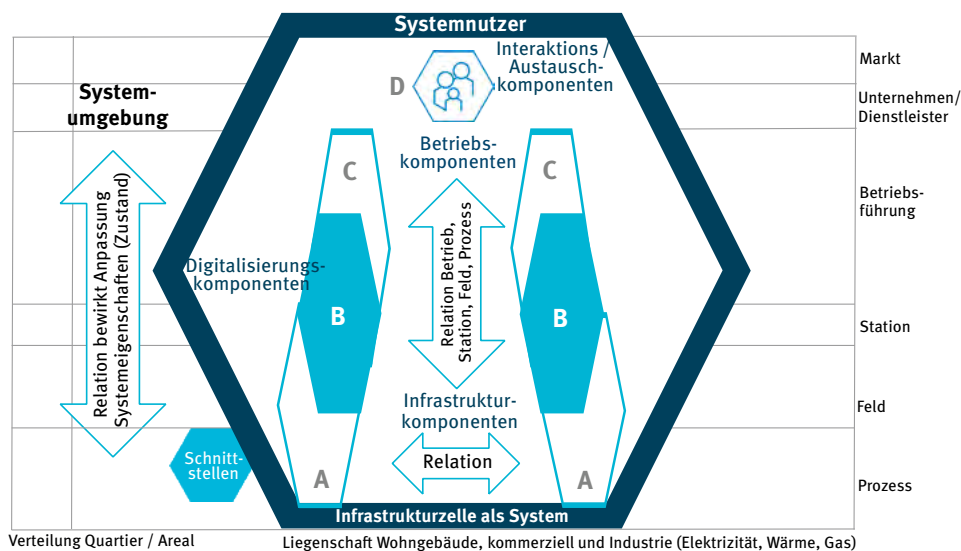 Systemnutzer
Interaktions /
Austausch-
komponenten
D
System-
umgebung
Betriebs-
komponenten
C
C
Relation bewirkt Anpassung
Systemeigenschaften (Zustand)
Relation Betrieb,
Station, Feld, Prozess
Digitalisierungs-
komponenten
B
B
Infrastruktur-
komponenten
Relation
Schnitt-
stellen
A
A
Infrastrukturzelle als System
Markt
Unternehmen/
Dienstleister
Betriebs-
führung
Station
Feld
Prozess
Verteilung Quartier / Areal
Liegenschaft Wohngebäude, kommerziell und Industrie (Elektrizität, Wärme, Gas)